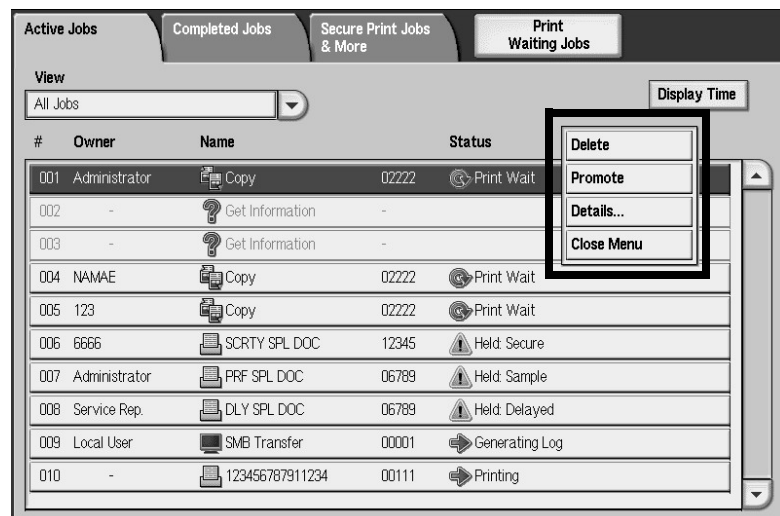 Active Jobs
Completed Jobs
Secure Print Jobs
& More
Print
Waiting Jobs
View
All Jobs
Display Time
# Owner Name Status
Delete
Promote
Details...
Close Menu
001 Administrator Copy 02222 Print Wait
002 - Get Information -
003 - Get Information -
004 NAMAE Copy 02222 Print Wait
005 123 Copy 02222 Print Wait
006 6666 SCRTY SPL DOC 12345 Held: Secure
007 Administrator PRF SPL DOC 06789 Held: Sample
008 Service Rep. DLY SPL DOC 06789 Held: Delayed
009 Local User SMB Transfer 00001 Generating Log
010 - 123456787911234 00111 Printing